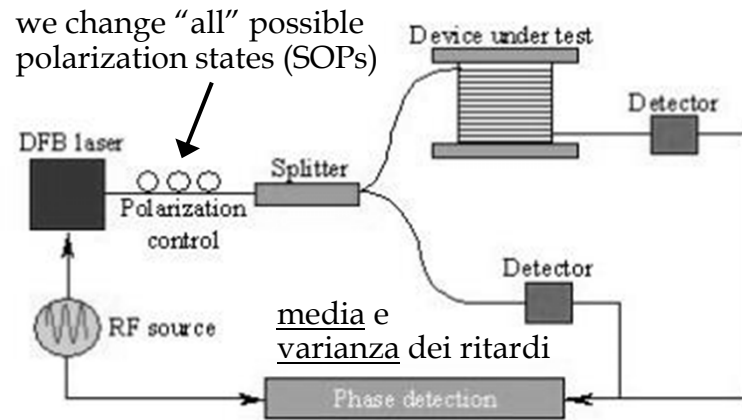 we change “all” possible
polarization states (SOPs)
Device under test
Detector
DFB laser
Splitter
Polarization
control
Detector
RF source
media e
varianza dei ritardi
Phase detection